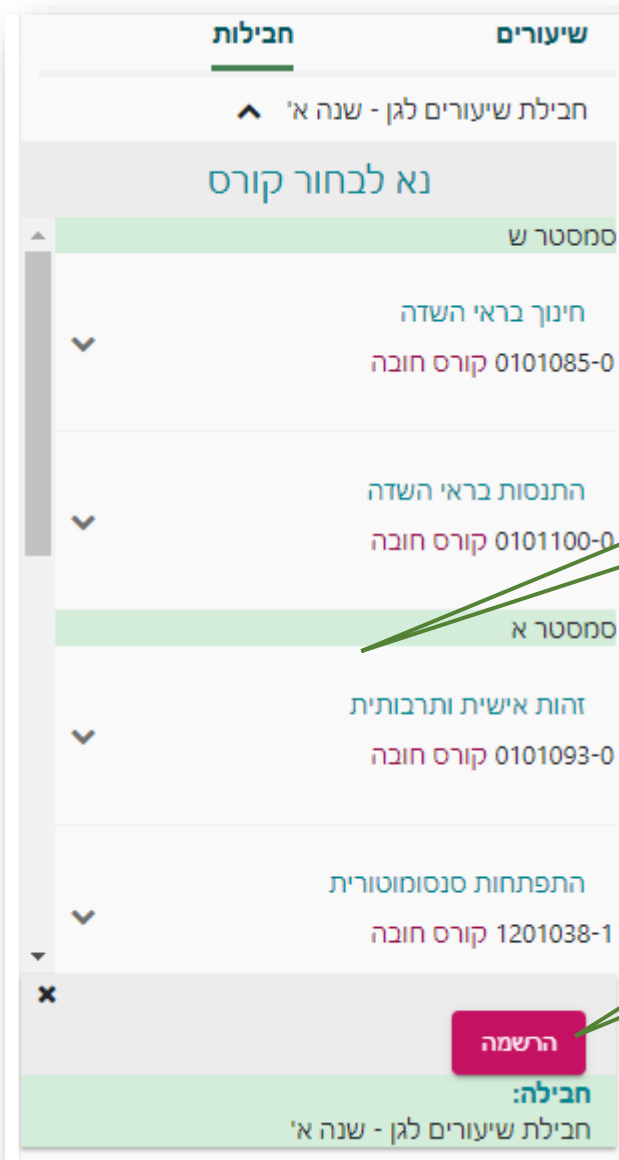 שיעורים חבילות
חבילת שיעורים לגן - שנה א'
נא לבחור קורס
סמסטר ש
חינוך בראי השדה
0101085-0 קורס חובה
התנסות בראי השדה
0101100-0 קורס חובה
סמסטר א
זהות אישית ותרבותית
0101093-0 קורס חובה
התפתחות סנסומוטורית
1201038-1 קורס חובה
הרשמה
חבילה:
חבילת שיעורים לגן - שנה א'